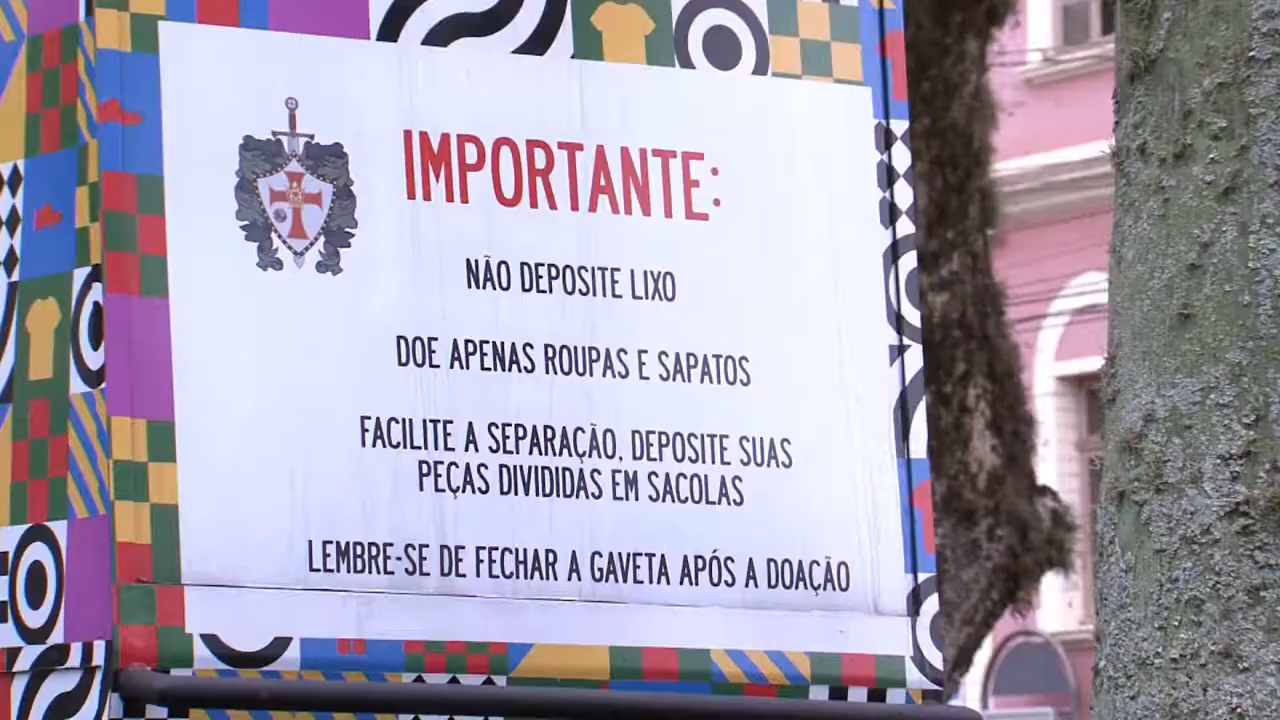 IMPORTANTE:
NÃO DEPOSITE LIXO
DOE APENAS ROUPAS E SAPATOS
FACILITE A SEPARAÇÃO, DEPOSITE SUAS
PEÇAS DIVIDIDAS EM SACOLAS
LEMBRE-SE DE FECHAR A GAVETA APÓS A DOAÇÃO